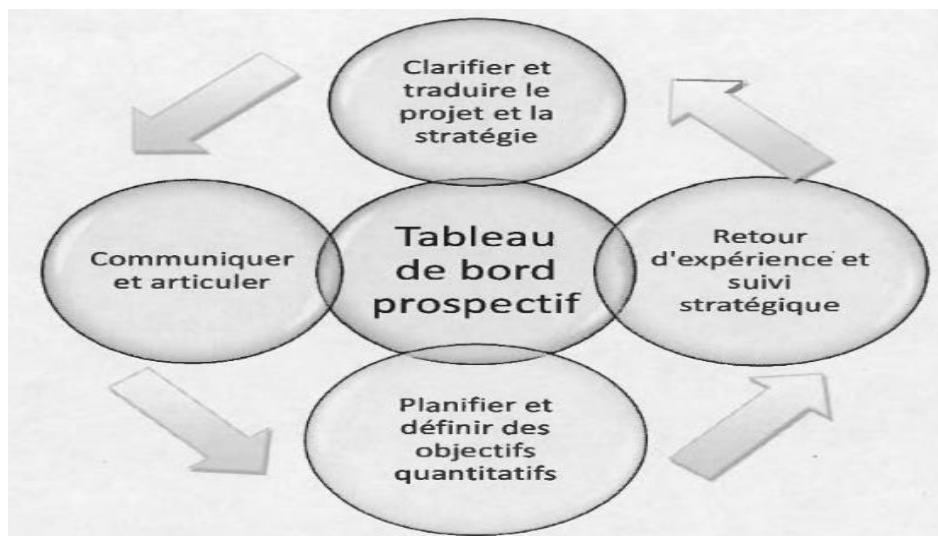 Clarifier et
traduire le
projet et la
stratégie
Communiquer
et articuler
Tableau
de bord
prospectif
Retour
d'expérience et
suivi
stratégique
Planifier et
définir des
objectifs
quantitatifs